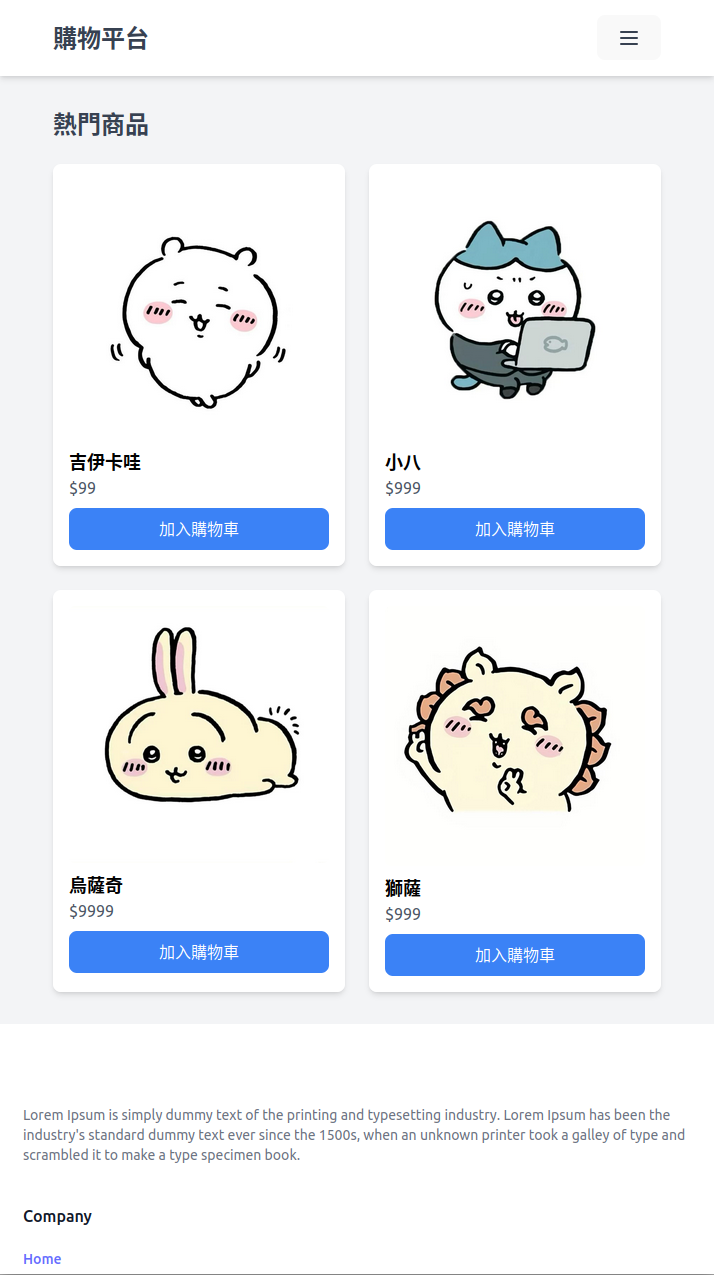 購物平台
熱門商品
吉伊卡哇
$99
加入購物車
小八
$999
加入購物車
烏薩奇
$9999
加入購物車
獅薩
$999
加入購物車
Lorem Ipsum is simply dummy text of the printing and typesetting industry. Lorem Ipsum has been the
industry's standard dummy text ever since the 1500s, when an unknown printer took a galley of type and
scrambled it to make a type specimen book.
Company
Home